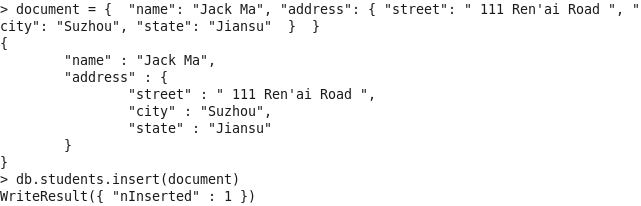 > document = {  "name": "Jack Ma", "address": { "street": " 111 Ren'ai Road ", "
city": "Suzhou", "state": "Jiansu"  }  }
{
        "name" : "Jack Ma",
        "address" : {
                "street" : " 111 Ren'ai Road ",
                "city" : "Suzhou",
                "state" : "Jiansu"
        }
}
> db.students.insert(document)
WriteResult({ "nInserted" : 1 })